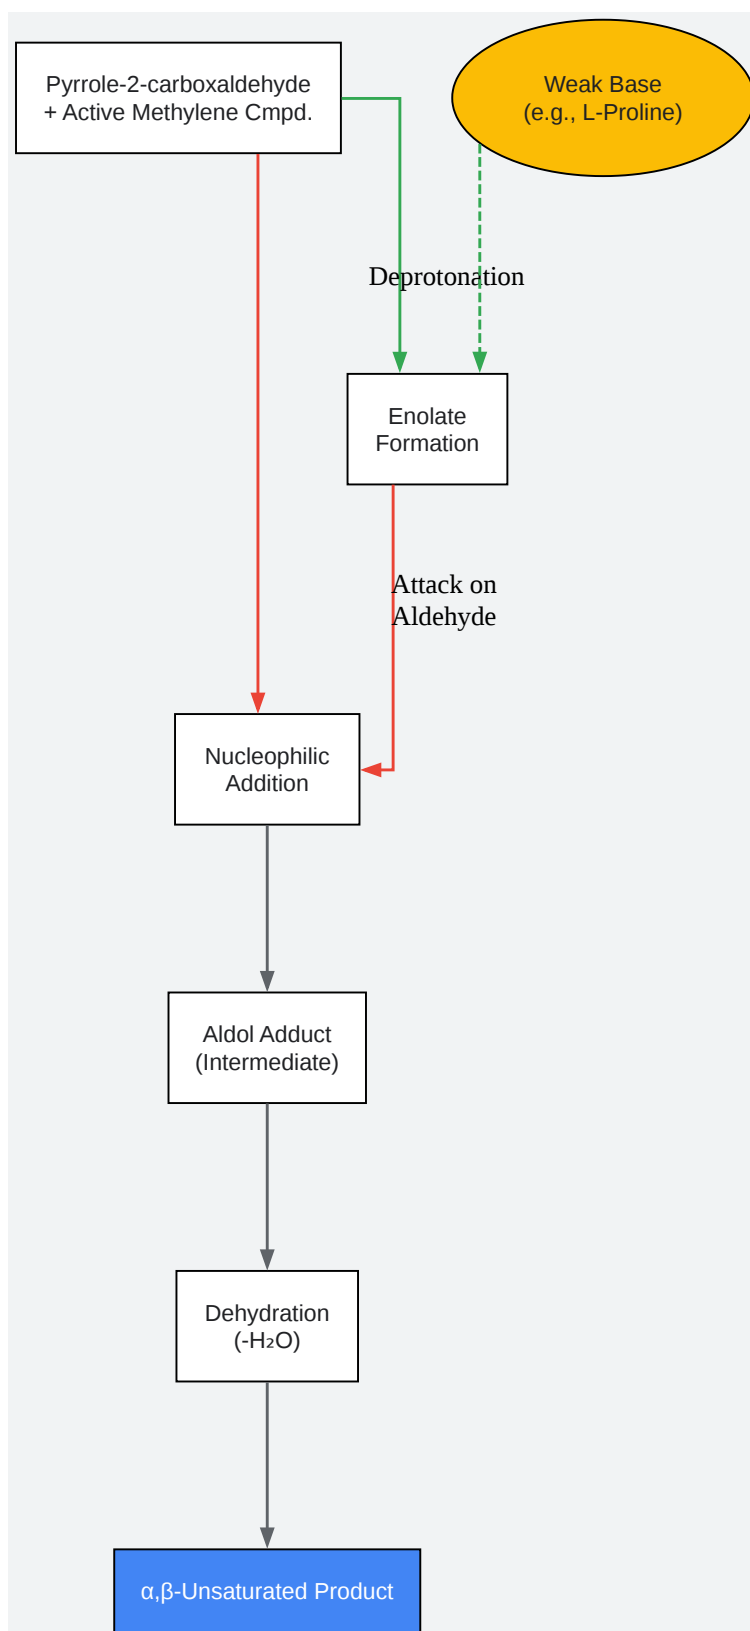 Pyrrole-2-carboxaldehyde
+ Active Methylene Cmpd.
Weak Base
(e.g., L-Proline)
Deprotonation
Enolate
Formation
Attack on
Aldehyde
Nucleophilic
Addition
Aldol Adduct
(Intermediate)
Dehydration
(-H₂O)
α,β-Unsaturated Product